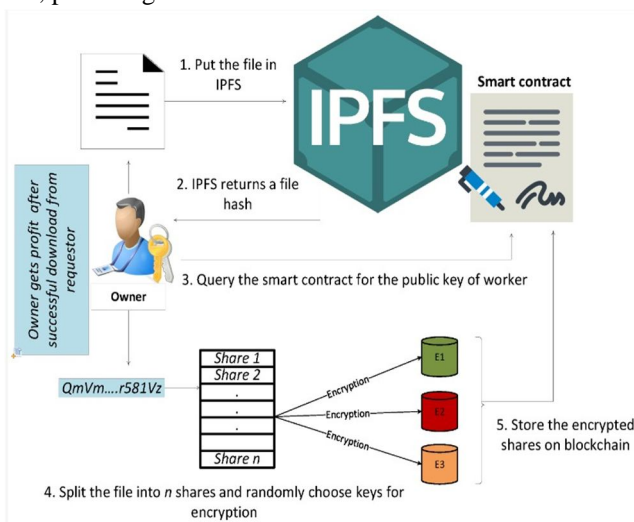 1. Put the file in
IPFS
IPFS
Smart contract
2. IPFS returns a file
hash
Owner gets profit after
successful download from
requestor
3. Query the smart contract for the public key of worker
Owner
QmVm....r581Vz
Share 1
Share 2
.
.
.
Share n
Encryption
Encryption
Encryption
E1
E2
E3
5. Store the encrypted
shares on blockchain
4. Split the file into n shares and randomly choose keys for
encryption